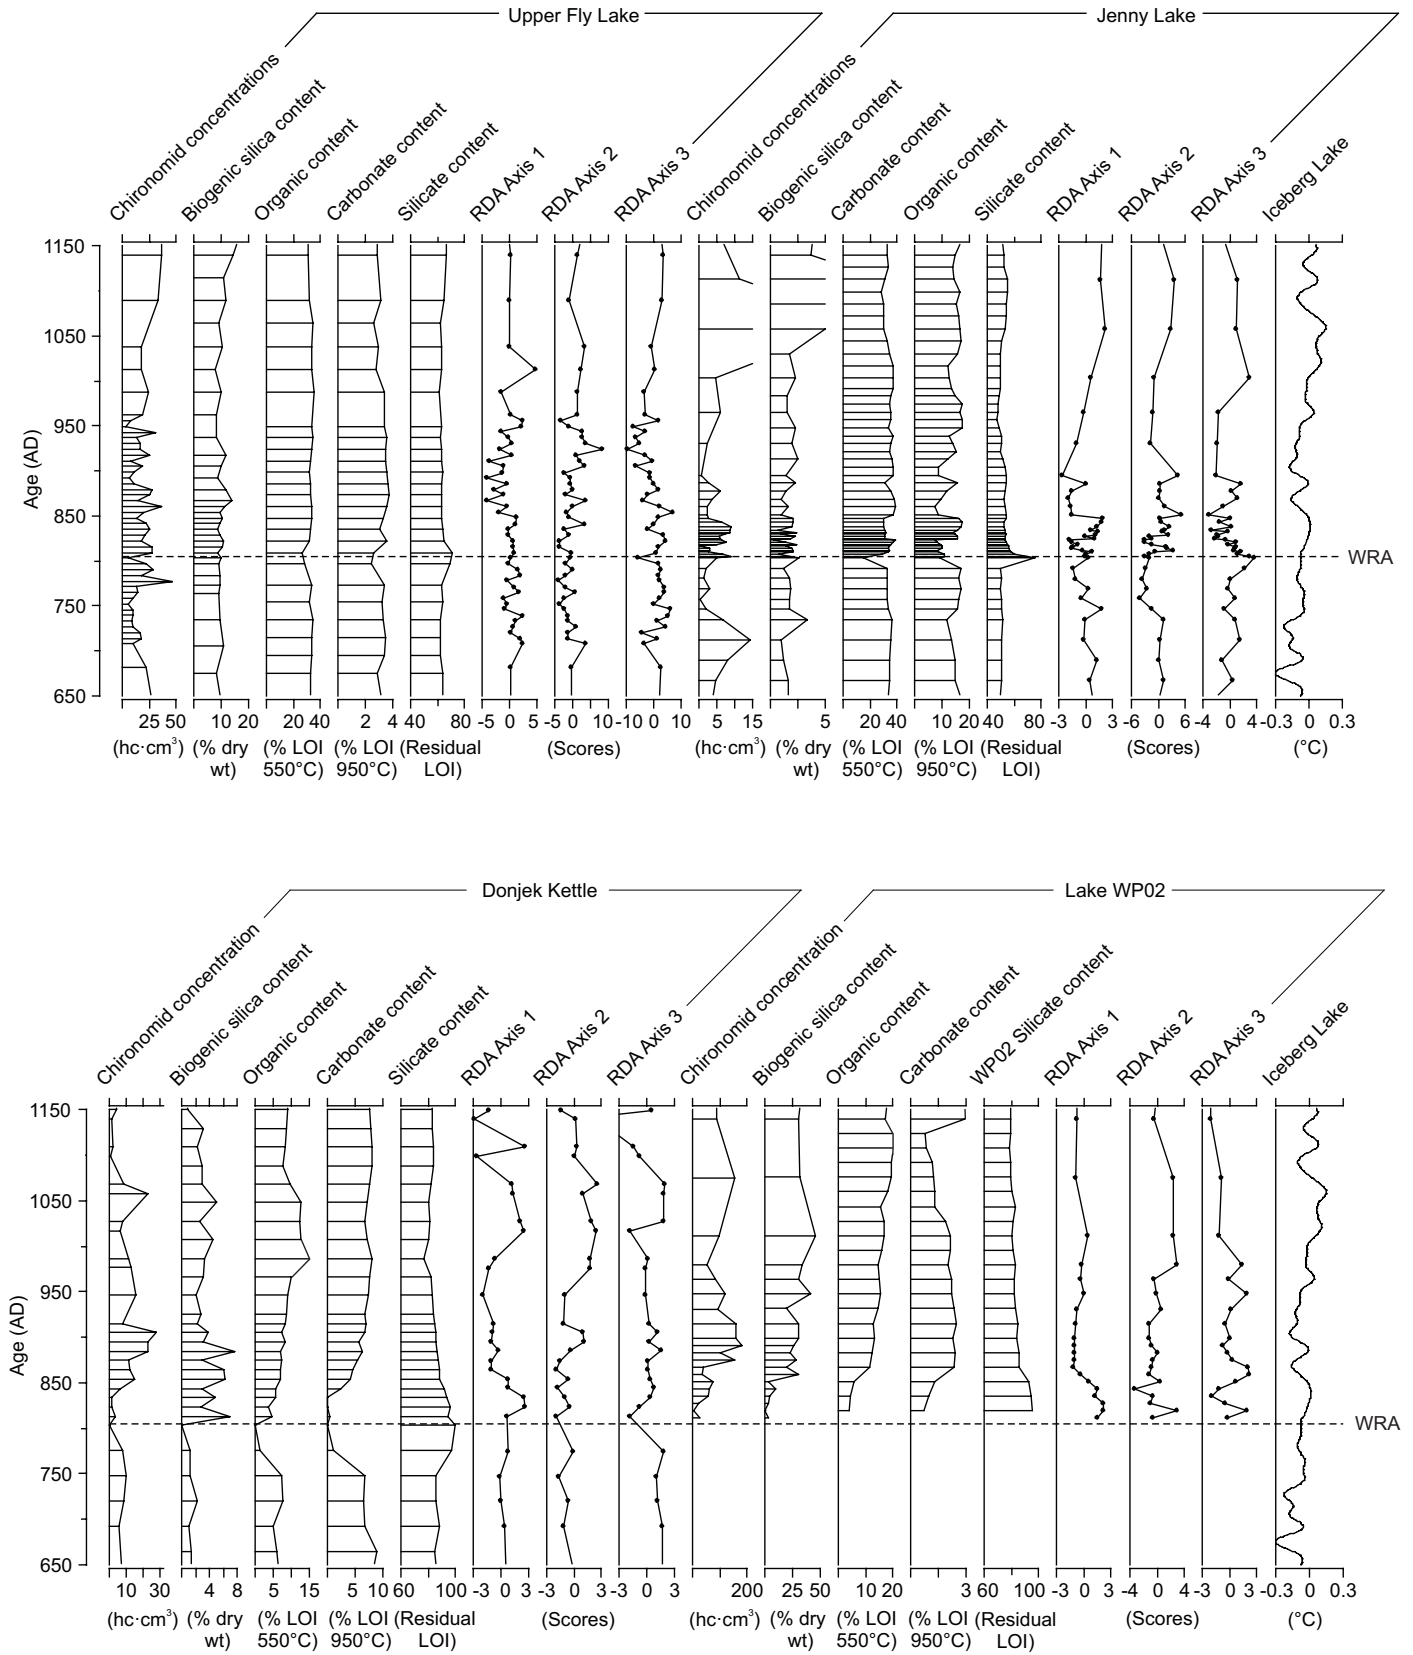 Upper Fly Lake
Jenny Lake
Chironomid concentrations
Biogenic silica content
Organic content
Carbonate content
Silicate content
RDA Axis 1
RDA Axis 2
RDA Axis 3
Chironomid concentrations
Biogenic silica content
Carbonate content
Organic content
Silicate content
RDA Axis 1
RDA Axis 2
RDA Axis 3
Iceberg Lake
1150
1050
950
850
750
650
Age (AD)
WRA
25 50 10 20 20 40 2 4 40 80 -5 0 5 -5 0 10 -10 0 10 5 15 5 20 40 10 20 40 80 -3 0 3 -6 0 6 -4 0 4 -0.3 0 0.3
(hc·cm³) (% dry (% LOI (% LOI (Residual (Scores) (hc·cm³) (% dry (% LOI (% LOI (Residual (Scores) (°C)
wt) 550°C) 950°C) LOI) wt) 550°C) 950°C) LOI)
Donjek Kettle
Lake WP02
Chironomid concentration
Biogenic silica content
Organic content
Carbonate content
Silicate content
RDA Axis 1
RDA Axis 2
RDA Axis 3
Chironomid concentration
Biogenic silica content
Organic content
Carbonate content
WP02 Silicate content
RDA Axis 1
RDA Axis 2
RDA Axis 3
Iceberg Lake
1150
1050
950
850
750
650
Age (AD)
WRA
10 30 4 8 5 15 5 10 60 100 -3 0 3 -3 0 3 -3 0 3 200 25 50 10 20 3 60 100 -3 0 3 -4 0 4 -3 0 3 -0.3 0 0.3
(hc·cm³) (% dry (% LOI (% LOI (Residual (Scores) (hc·cm³) (% dry (% LOI (% LOI (Residual (Scores) (°C)
wt) 550°C) 950°C) LOI) wt) 550°C) 950°C) LOI)